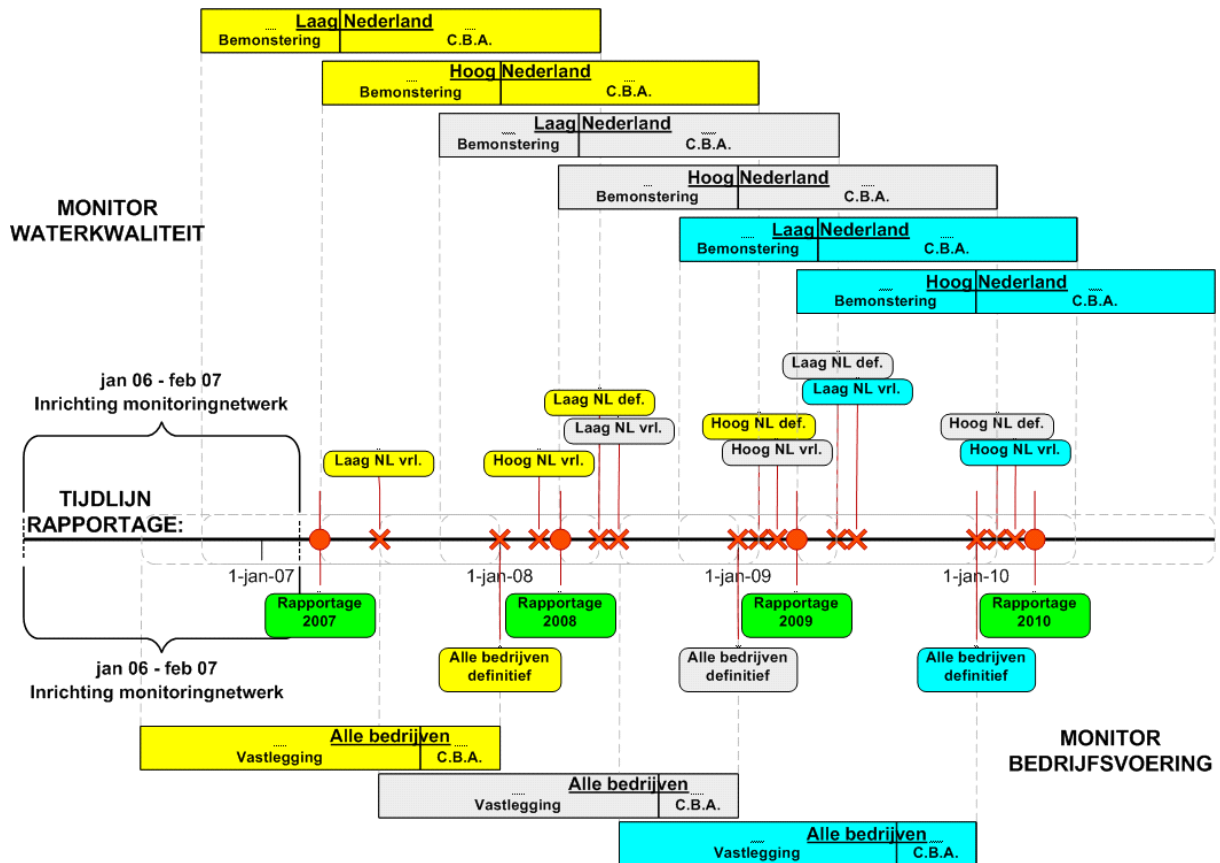 Laag Nederland
Bemonstering C.B.A.
Hoog Nederland
Bemonstering C.B.A.
Laag Nederland
Bemonstering C.B.A.
Hoog Nederland
Bemonstering C.B.A.
MONITOR
WATERKWALITEIT
Laag Nederland
Bemonstering C.B.A.
Hoog Nederland
Bemonstering C.B.A.
jan 06 - feb 07
Inrichting monitoringnetwerk
Laag NL def.
Laag NL vrl.
Laag NL def.
Laag NL vrl.
Hoog NL def.
Hoog NL vrl.
Hoog NL def.
Hoog NL vrl.
Laag NL vrl.
Hoog NL vrl.
TIJDLIJN
RAPPORTAGE:
1-jan-07
1-jan-08
1-jan-09
1-jan-10
Rapportage
2007
Rapportage
2008
Rapportage
2009
Rapportage
2010
jan 06 - feb 07
Inrichting monitoringnetwerk
Alle bedrijven
definitief
Alle bedrijven
definitief
Alle bedrijven
definitief
Alle bedrijven
Vastlegging C.B.A.
MONITOR
BEDRIJFSVOERING
Alle bedrijven
Vastlegging C.B.A.
Alle bedrijven
Vastlegging C.B.A.